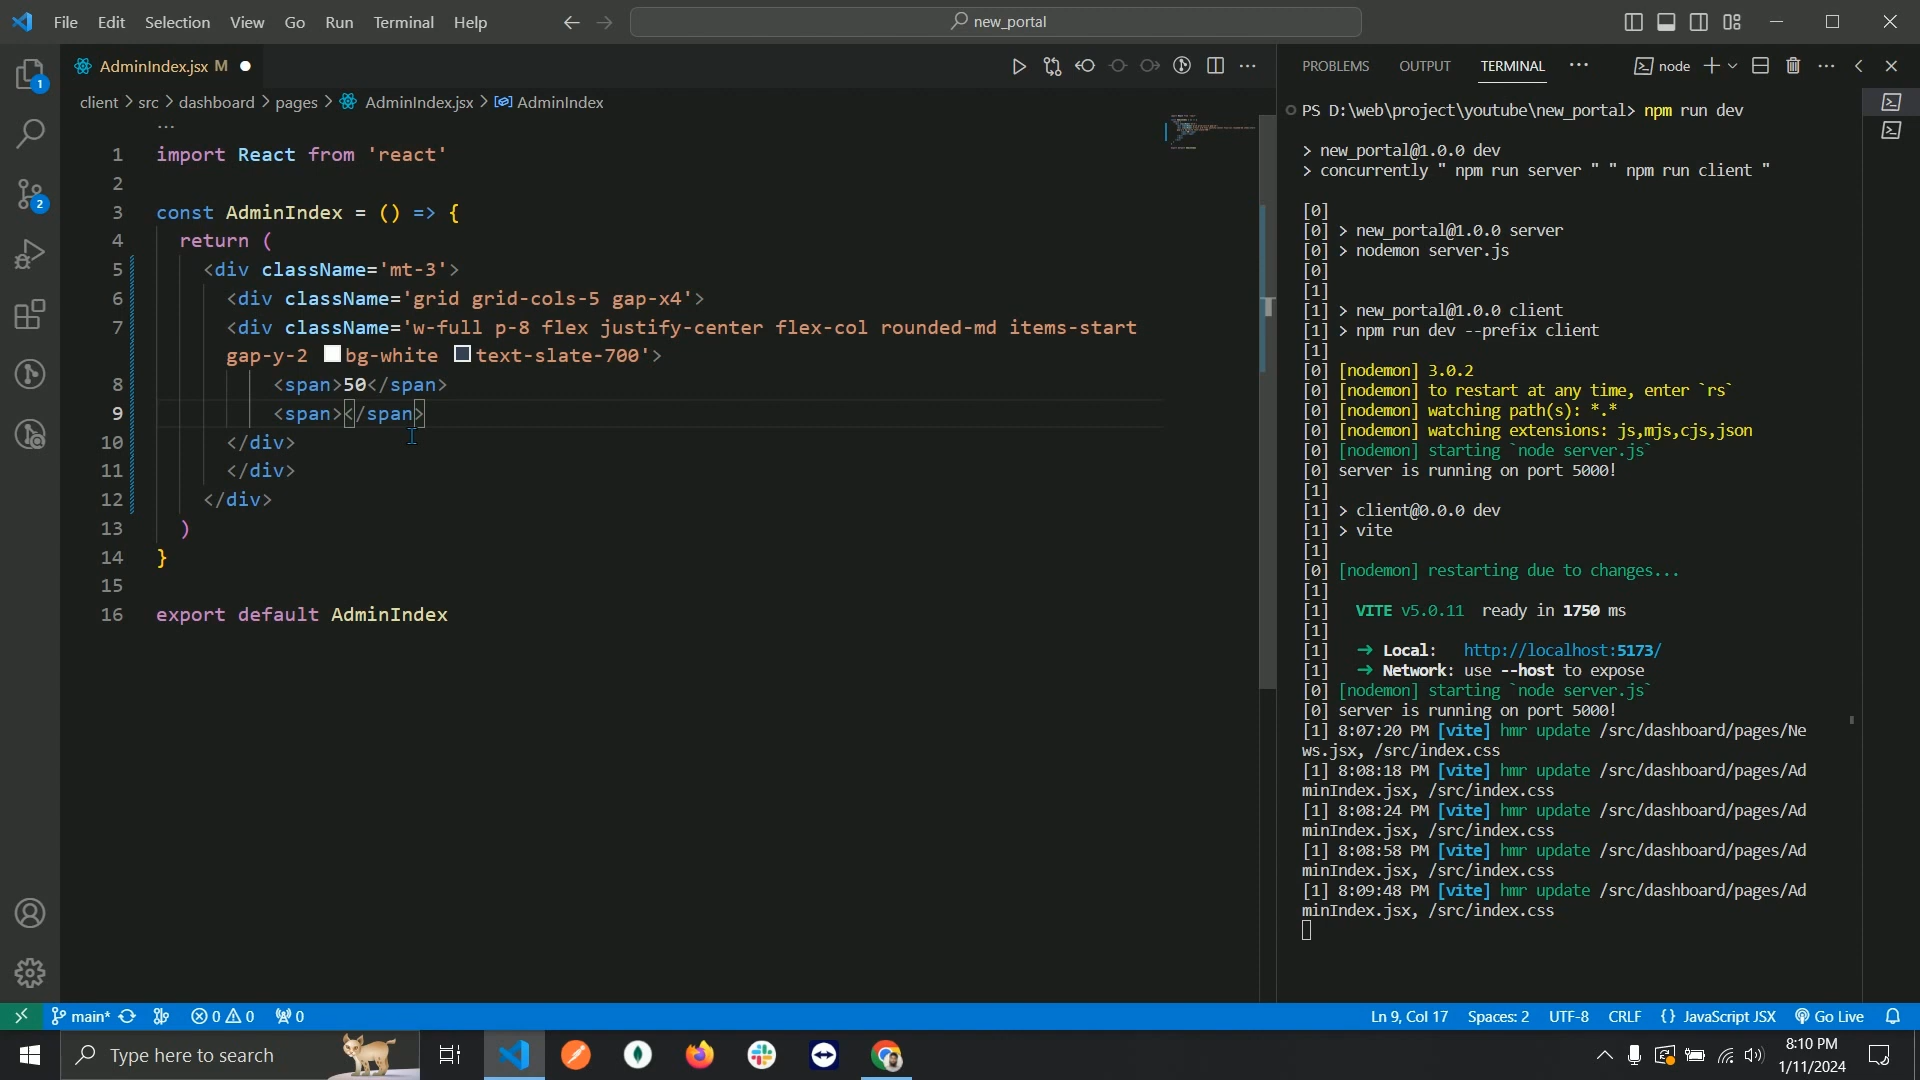 File Edit Selection View Go Run Terminal Help
new_portal
AdminIndex.jsx M
client > src > dashboard > pages > AdminIndex.jsx > AdminIndex
...
1 import React from 'react'
2
3 const AdminIndex = () => {
4 return (
5 <div className='mt-3'>
6 <div className='grid grid-cols-5 gap-x4'>
7 <div className='w-full p-8 flex justify-center flex-col rounded-md items-start
gap-y-2 bg-white text-slate-700'>
8 <span>50</span>
9 <span></span>
10 </div>
11 </div>
12 </div>
13 )
14 }
15
16 export default AdminIndex
PROBLEMS OUTPUT TERMINAL ... node
PS D:\web\project\youtube\new_portal> npm run dev
> new_portal@1.0.0 dev
> concurrently " npm run server " " npm run client "
[0]
[0] > new_portal@1.0.0 server
[0] > nodemon server.js
[0]
[1]
[1] > new_portal@1.0.0 client
[1] > npm run dev --prefix client
[1]
[0] [nodemon] 3.0.2
[0] [nodemon] to restart at any time, enter `rs`
[0] [nodemon] watching path(s): *.*
[0] [nodemon] watching extensions: js,mjs,cjs,json
[0] [nodemon] starting `node server.js`
[0] server is running on port 5000!
[1]
[1] > client@0.0.0 dev
[1] > vite
[1]
[0] [nodemon] restarting due to changes...
[1]
[1] VITE v5.0.11 ready in 1750 ms
[1]
[1] ➜ Local: http://localhost:5173/
[1] ➜ Network: use --host to expose
[0] [nodemon] starting `node server.js`
[0] server is running on port 5000!
[1] 8:07:20 PM [vite] hmr update /src/dashboard/pages/Ne
ws.jsx, /src/index.css
[1] 8:08:18 PM [vite] hmr update /src/dashboard/pages/Ad
minIndex.jsx, /src/index.css
[1] 8:08:24 PM [vite] hmr update /src/dashboard/pages/Ad
minIndex.jsx, /src/index.css
[1] 8:08:58 PM [vite] hmr update /src/dashboard/pages/Ad
minIndex.jsx, /src/index.css
[1] 8:09:48 PM [vite] hmr update /src/dashboard/pages/Ad
minIndex.jsx, /src/index.css
1
2
main* 0 0 0
Ln 9, Col 17 Spaces: 2 UTF-8 CRLF {} JavaScript JSX Go Live
Type here to search
8:10 PM
1/11/2024